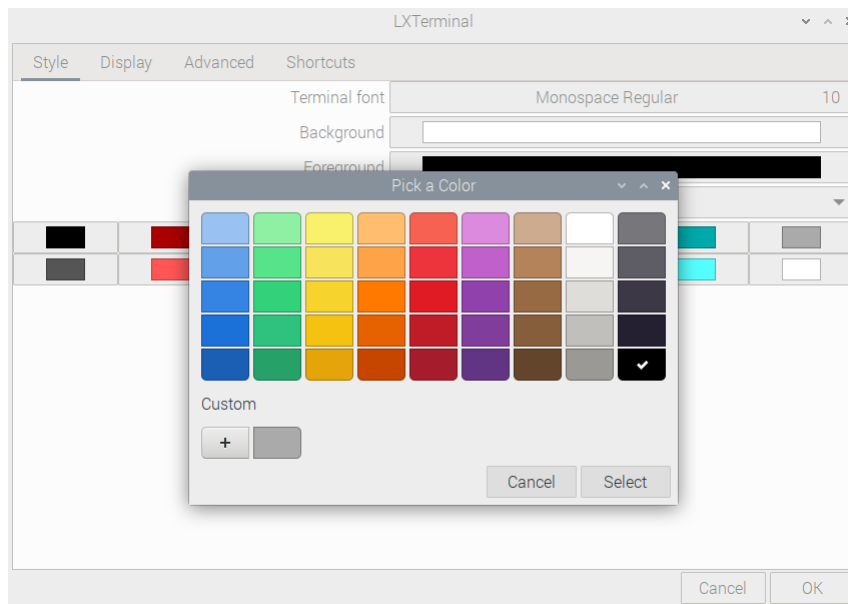 LXTerminal
Style Display Advanced Shortcuts
Terminal font Monospace Regular 10
Background
Foreground
Pick a Color
Custom
+
Cancel Select
Cancel OK